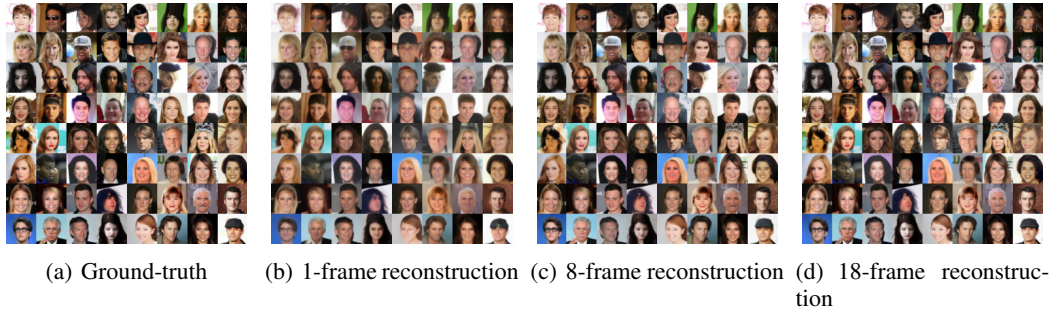 (a) Ground-truth
(b) 1-frame reconstruction
(c) 8-frame reconstruction
(d) 18-frame reconstruc-
tion